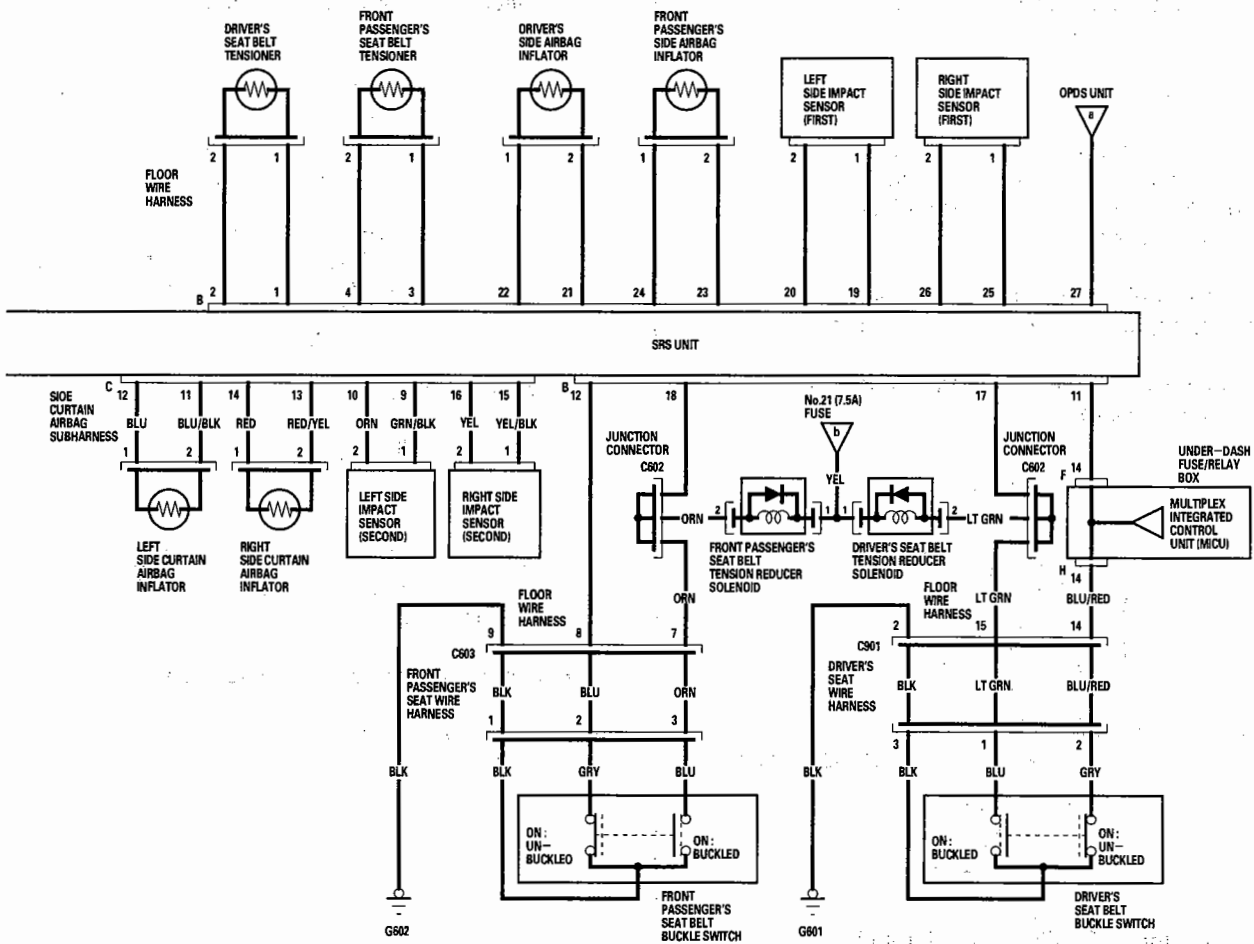 DRIVER'S
SEAT BELT
TENSIONER
FRONT
PASSENGER'S
SEAT BELT
TENSIONER
DRIVER'S
SIDE AIRBAG
INFLATOR
FRONT
PASSENGER'S
SIDE AIRBAG
INFLATOR
LEFT
SIDE IMPACT
SENSOR
(FIRST)
RIGHT
SIDE IMPACT
SENSOR
(FIRST)
OPDS UNIT
a
2 1 2 1 1 2 1 2 2 1 2 1
FLOOR
WIRE
HARNESS
B 2 1 4 3 22 21 24 23 20 19 26 25 27
SRS UNIT
C 12 11 14 13 10 9 16 15 B 12 18 17 11
SIDE
CURTAIN
AIRBAG
SUBHARNESS
BLU BLU/BLK RED RED/YEL ORN GRN/BLK YEL YEL/BLK
1 2 1 2 2 1 2 1
LEFT SIDE
IMPACT
SENSOR
(SECOND)
RIGHT SIDE
IMPACT
SENSOR
(SECOND)
LEFT
SIDE CURTAIN
AIRBAG
INFLATOR
RIGHT
SIDE CURTAIN
AIRBAG
INFLATOR
JUNCTION
CONNECTOR
C602
No.21 (7.5A)
FUSE
b
YEL
ORN 2 1 1 2 LT GRN
FRONT PASSENGER'S
SEAT BELT
TENSION REDUCER
SOLENOID
DRIVER'S SEAT BELT
TENSION REDUCER
SOLENOID
JUNCTION
CONNECTOR
C602
UNDER-DASH
FUSE/RELAY
BOX
F 14
MULTIPLEX
INTEGRATED
CONTROL
UNIT (MICU)
H 14
FLOOR
WIRE
HARNESS
ORN
FLOOR
WIRE
HARNESS
LT GRN BLU/RED
9 8 7
C603
2 15 14
C901
FRONT
PASSENGER'S
SEAT WIRE
HARNESS
BLK BLU ORN
DRIVER'S
SEAT
WIRE
HARNESS
BLK LT GRN BLU/RED
1 2 3
3 1 2
BLK BLK GRY BLU
BLK BLK BLU GRY
ON :
UN-
BUCKLEO
ON :
BUCKLED
ON :
BUCKLED
ON :
UN-
BUCKLED
G602
FRONT
PASSENGER'S
SEAT BELT
BUCKLE SWITCH
G601
DRIVER'S
SEAT BELT
BUCKLE SWITCH